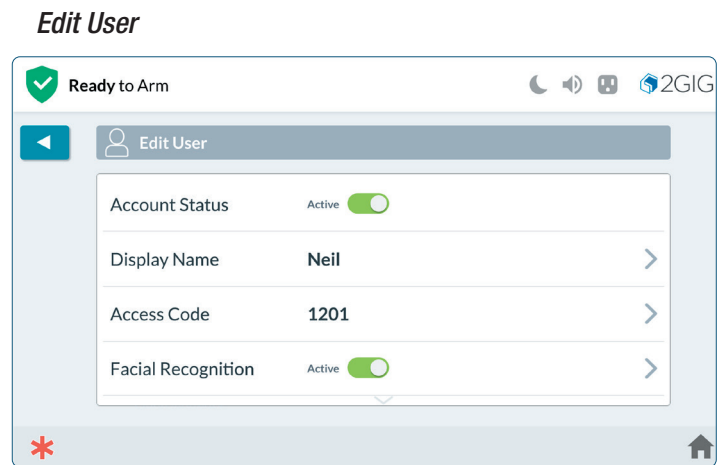 Edit User
Ready to Arm
2GIG
Edit User
Account Status Active
Display Name Neil
Access Code 1201
Facial Recognition Active